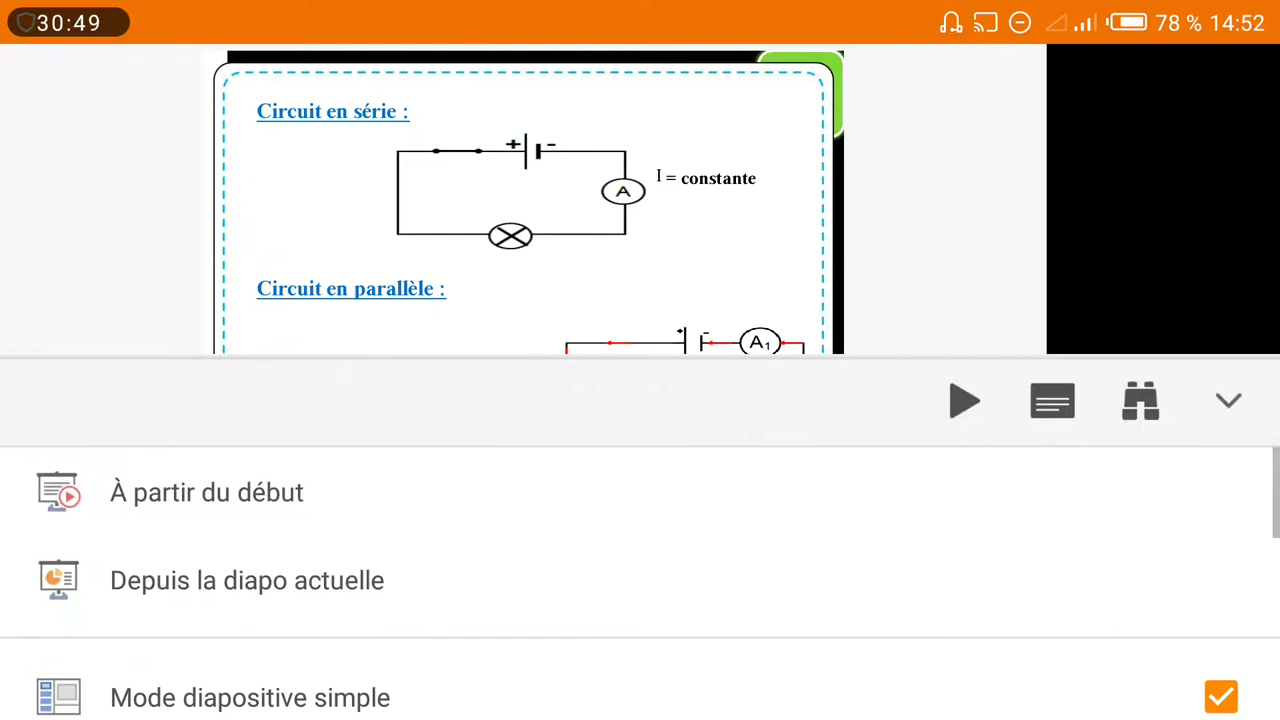 30:49
78 % 14:52
Circuit en série :
+ -
A
I = constante
Circuit en parallèle :
+ -
A1
À partir du début
Depuis la diapo actuelle
Mode diapositive simple